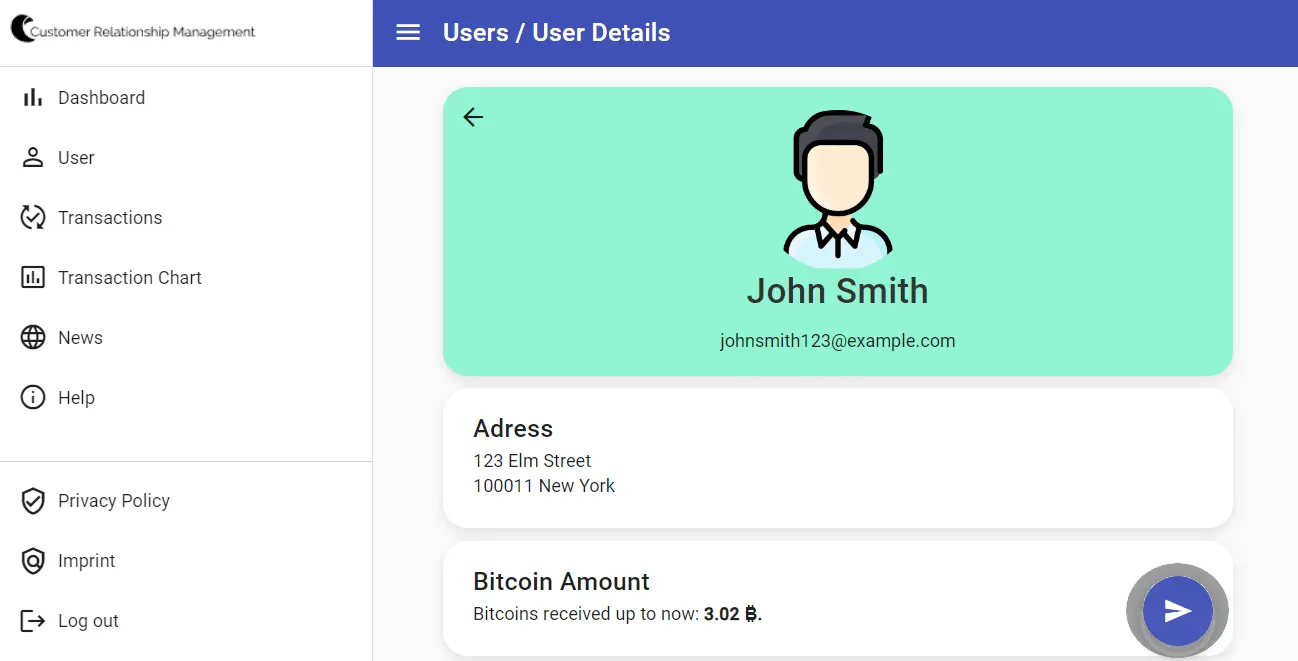 Customer Relationship Management
Users / User Details
Dashboard
User
Transactions
Transaction Chart
News
Help
Privacy Policy
Imprint
Log out
John Smith
johnsmith123@example.com
Adress
123 Elm Street
100011 New York
Bitcoin Amount
Bitcoins received up to now: 3.02 ₿.